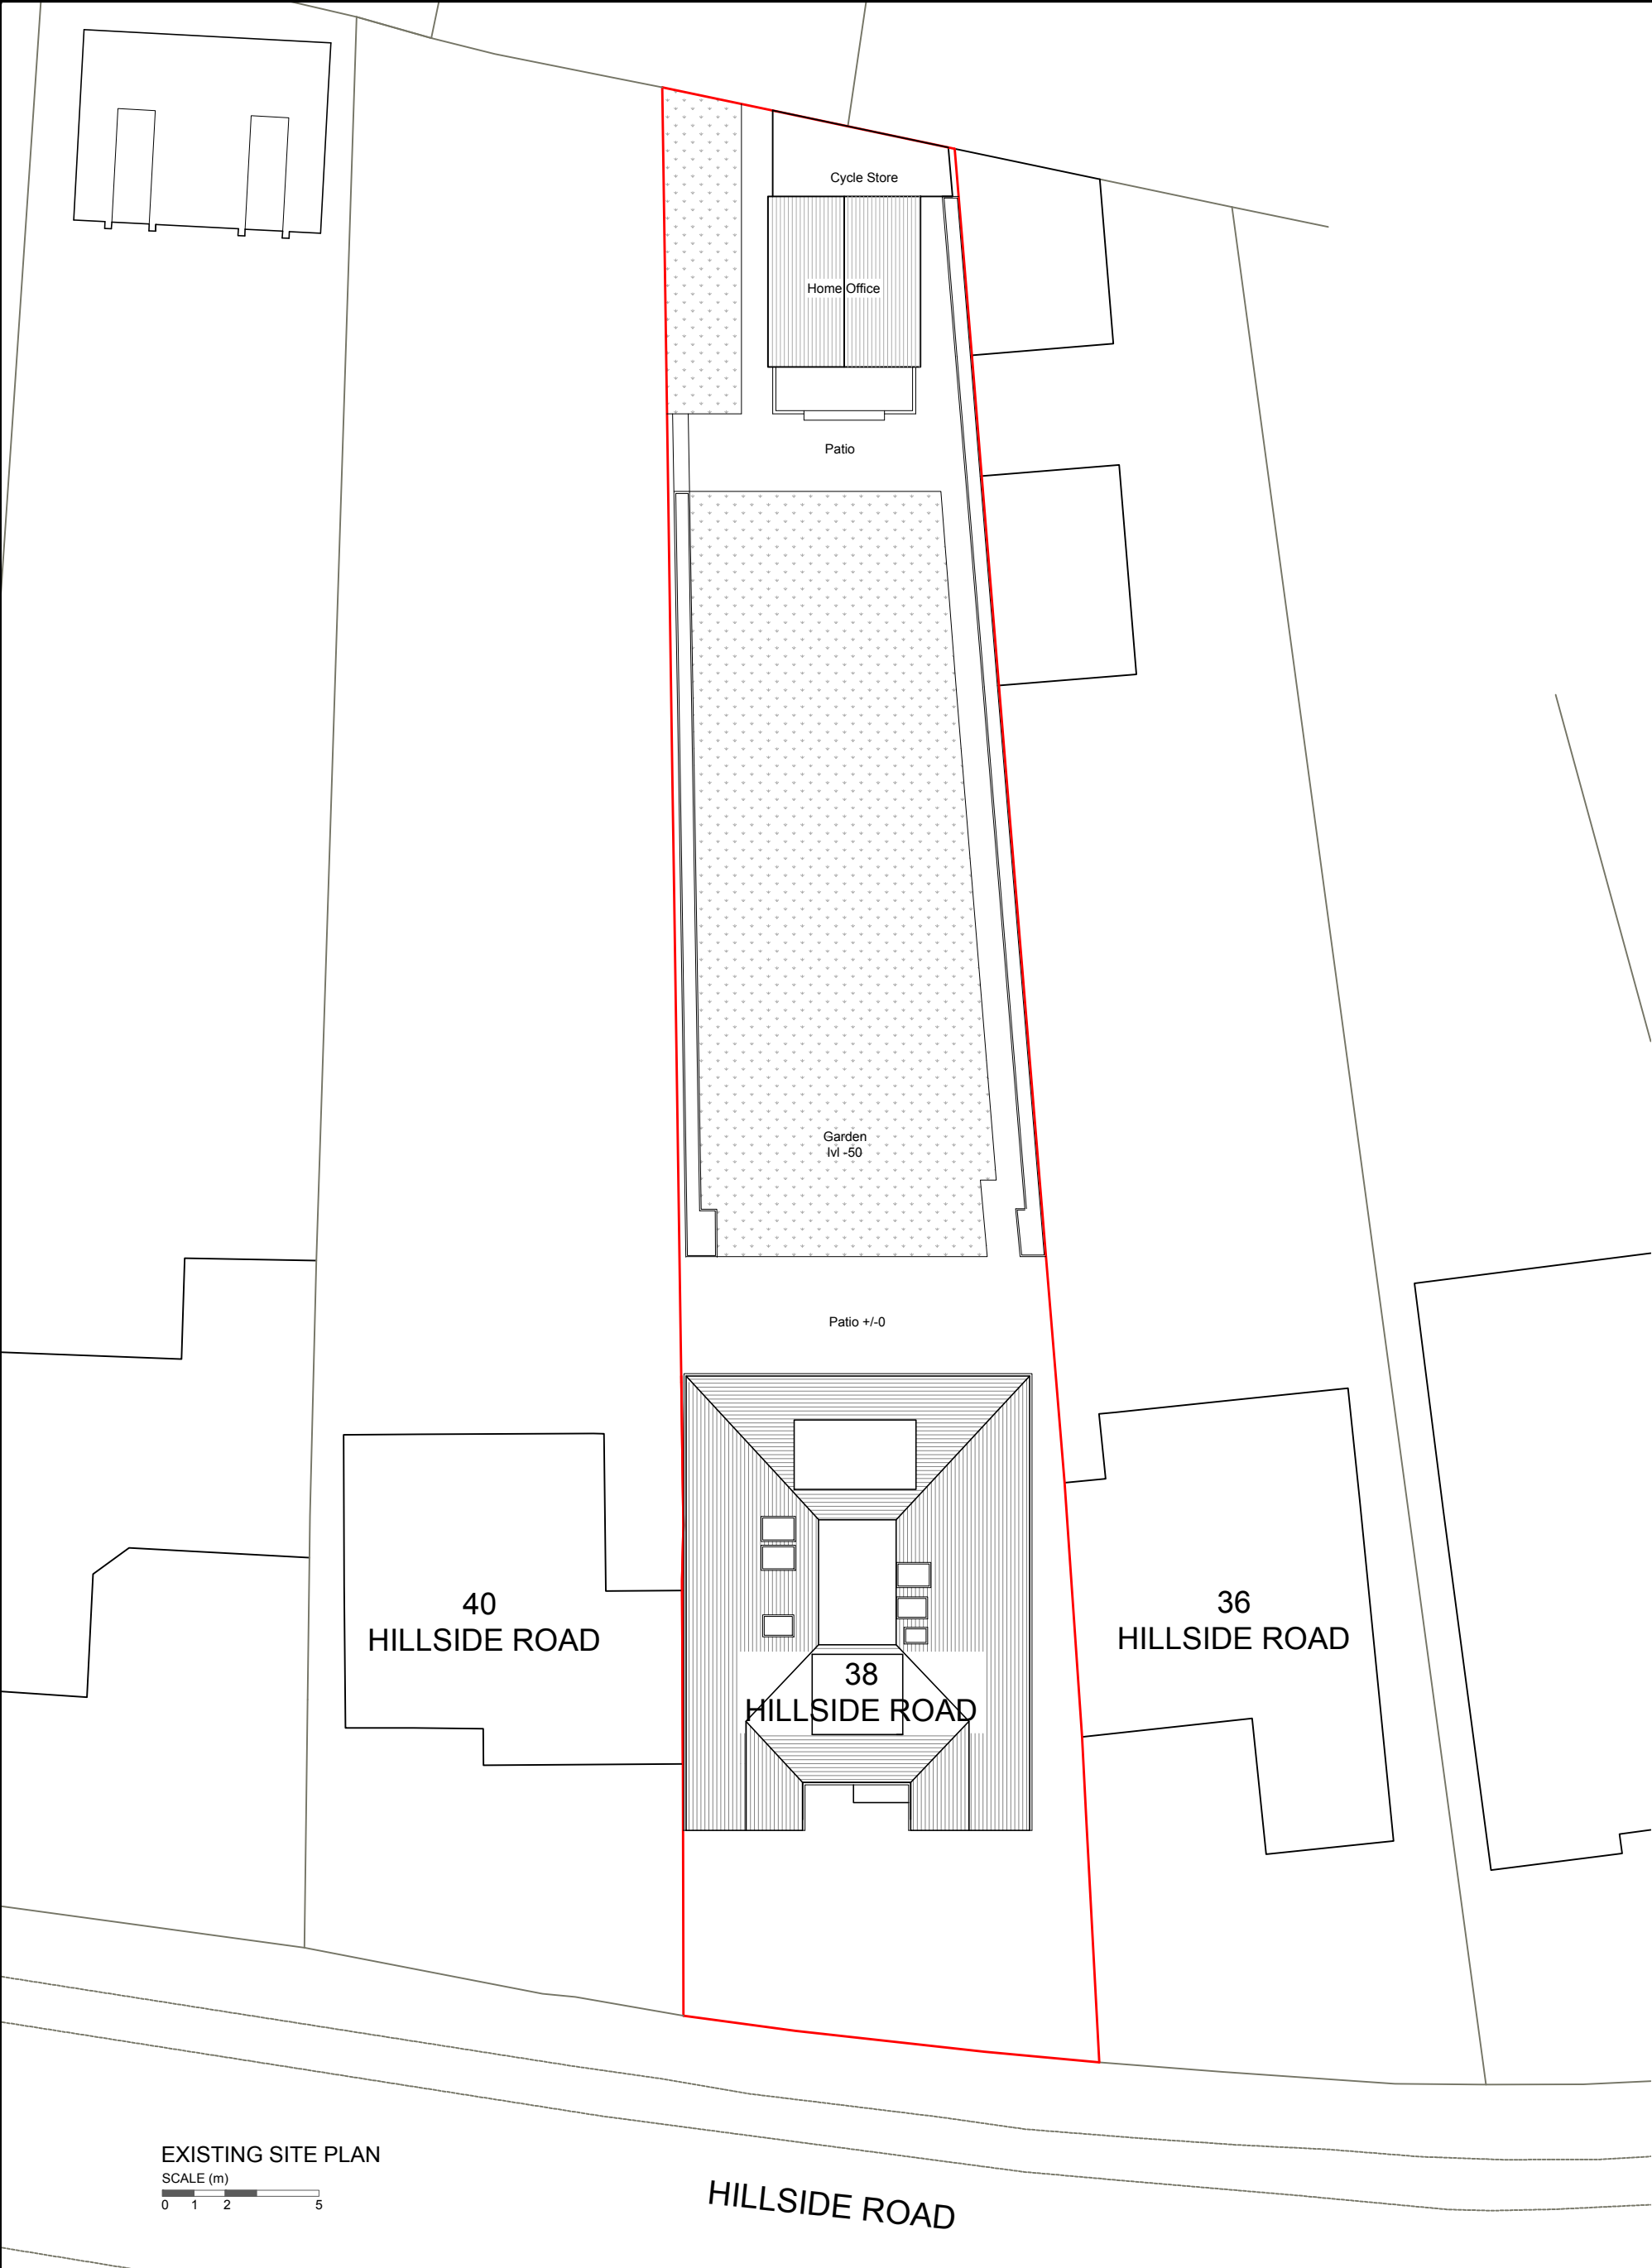 Cycle Store
Home Office
Patio
Garden
lvl -50
Patio +/-0
40
HILLSIDE ROAD
36
HILLSIDE ROAD
38
HILLSIDE ROAD
EXISTING SITE PLAN
SCALE (m)
0 1 2 5
HILLSIDE ROAD